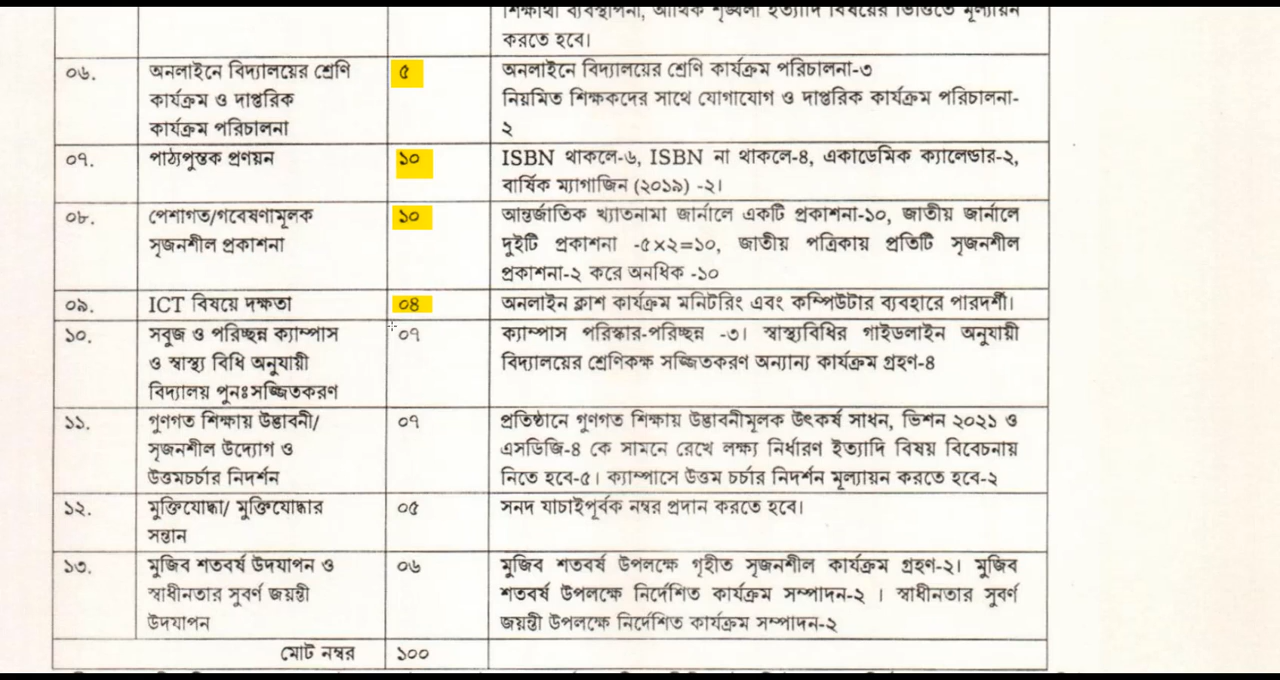 শিক্ষার্থী ব্যবস্থাপনা, আর্থিক শৃঙ্খলা ইত্যাদি বিষয়ের ভিত্তিতে মূল্যায়ন
করতে হবে।
০৬. অনলাইনে বিদ্যালয়ের শ্রেণি ৫ অনলাইনে বিদ্যালয়ের শ্রেণি কার্যক্রম পরিচালনা-৩
কার্যক্রম ও দাপ্তরিক নিয়মিত শিক্ষকদের সাথে যোগাযোগ ও দাপ্তরিক কার্যক্রম পরিচালনা-
কার্যক্রম পরিচালনা ২
০৭. পাঠ্যপুস্তক প্রণয়ন ১০ ISBN থাকলে-৬, ISBN না থাকলে-৪, একাডেমিক ক্যালেন্ডার-২,
বার্ষিক ম্যাগাজিন (২০১৯) -২।
০৮. পেশাগত/গবেষণামূলক ১০ আন্তর্জাতিক খ্যাতনামা জার্নালে একটি প্রকাশনা-১০, জাতীয় জার্নালে
সৃজনশীল প্রকাশনা দুইটি প্রকাশনা -৫×২=১০, জাতীয় পত্রিকায় প্রতিটি সৃজনশীল
প্রকাশনা-২ করে অনধিক -১০
০৯. ICT বিষয়ে দক্ষতা ০৪ অনলাইন ক্লাশ কার্যক্রম মনিটরিং এবং কম্পিউটার ব্যবহারে পারদর্শী।
১০. সবুজ ও পরিচ্ছন্ন ক্যাম্পাস ০৭ ক্যাম্পাস পরিস্কার-পরিচ্ছন্ন -৩। স্বাস্থ্যবিধির গাইডলাইন অনুযায়ী
ও স্বাস্থ্য বিধি অনুযায়ী বিদ্যালয়ের শ্রেণিকক্ষ সজ্জিতকরণ অন্যান্য কার্যক্রম গ্রহণ-৪
বিদ্যালয় পুনঃসজ্জিতকরণ
১১. গুণগত শিক্ষায় উদ্ভাবনী/ ০৭ প্রতিষ্ঠানে গুণগত শিক্ষায় উদ্ভাবনীমূলক উৎকর্ষ সাধন, ভিশন ২০২১ ও
সৃজনশীল উদ্যোগ ও এসডিজি-৪ কে সামনে রেখে লক্ষ্য নির্ধারণ ইত্যাদি বিষয় বিবেচনায়
উত্তমচর্চার নিদর্শন নিতে হবে-৫। ক্যাম্পাসে উত্তম চর্চার নিদর্শন মূল্যায়ন করতে হবে-২
১২. মুক্তিযোদ্ধা/ মুক্তিযোদ্ধার ০৫ সনদ যাচাইপূর্বক নম্বর প্রদান করতে হবে।
সন্তান
১৩. মুজিব শতবর্ষ উদযাপন ও ০৬ মুজিব শতবর্ষ উপলক্ষে গৃহীত সৃজনশীল কার্যক্রম গ্রহণ-২। মুজিব
স্বাধীনতার সুবর্ণ জয়ন্তী শতবর্ষ উপলক্ষে নির্দেশিত কার্যক্রম সম্পাদন-২ । স্বাধীনতার সুবর্ণ
উদযাপন জয়ন্তী উপলক্ষে নির্দেশিত কার্যক্রম সম্পাদন-২
মোট নম্বর ১০০